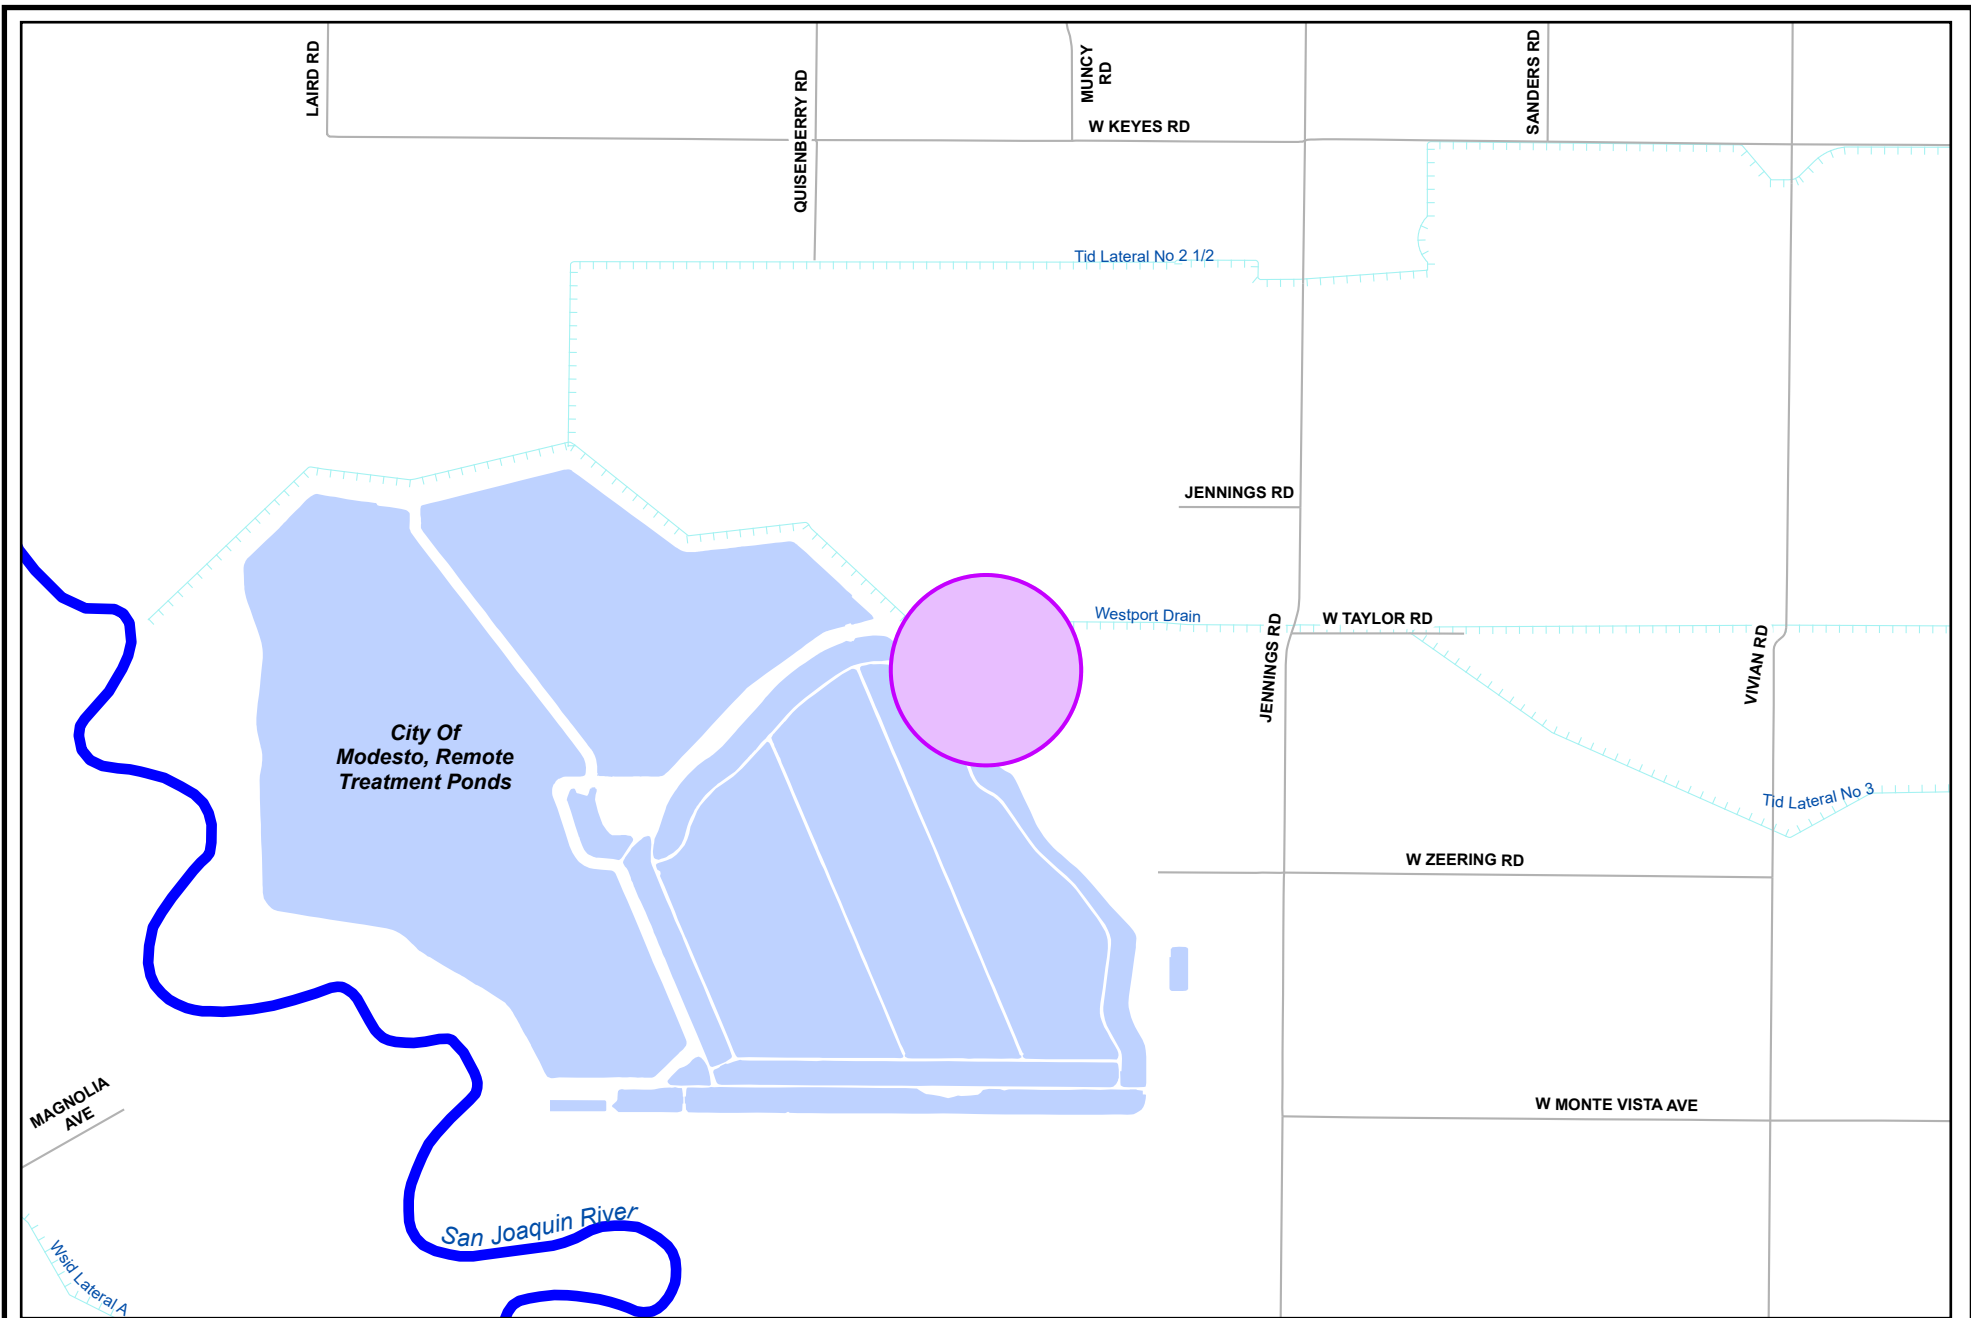 LAIRD RD
QUISENBERRY RD
MUNCY
RD
SANDERS RD
W KEYES RD
Tid Lateral No 2 1/2
JENNINGS RD
Westport Drain
W TAYLOR RD
JENNINGS RD
VIVIAN RD
City Of
Modesto, Remote
Treatment Ponds
Tid Lateral No 3
W ZEERING RD
MAGNOLIA
AVE
W MONTE VISTA AVE
San Joaquin River
Wsid Lateral A